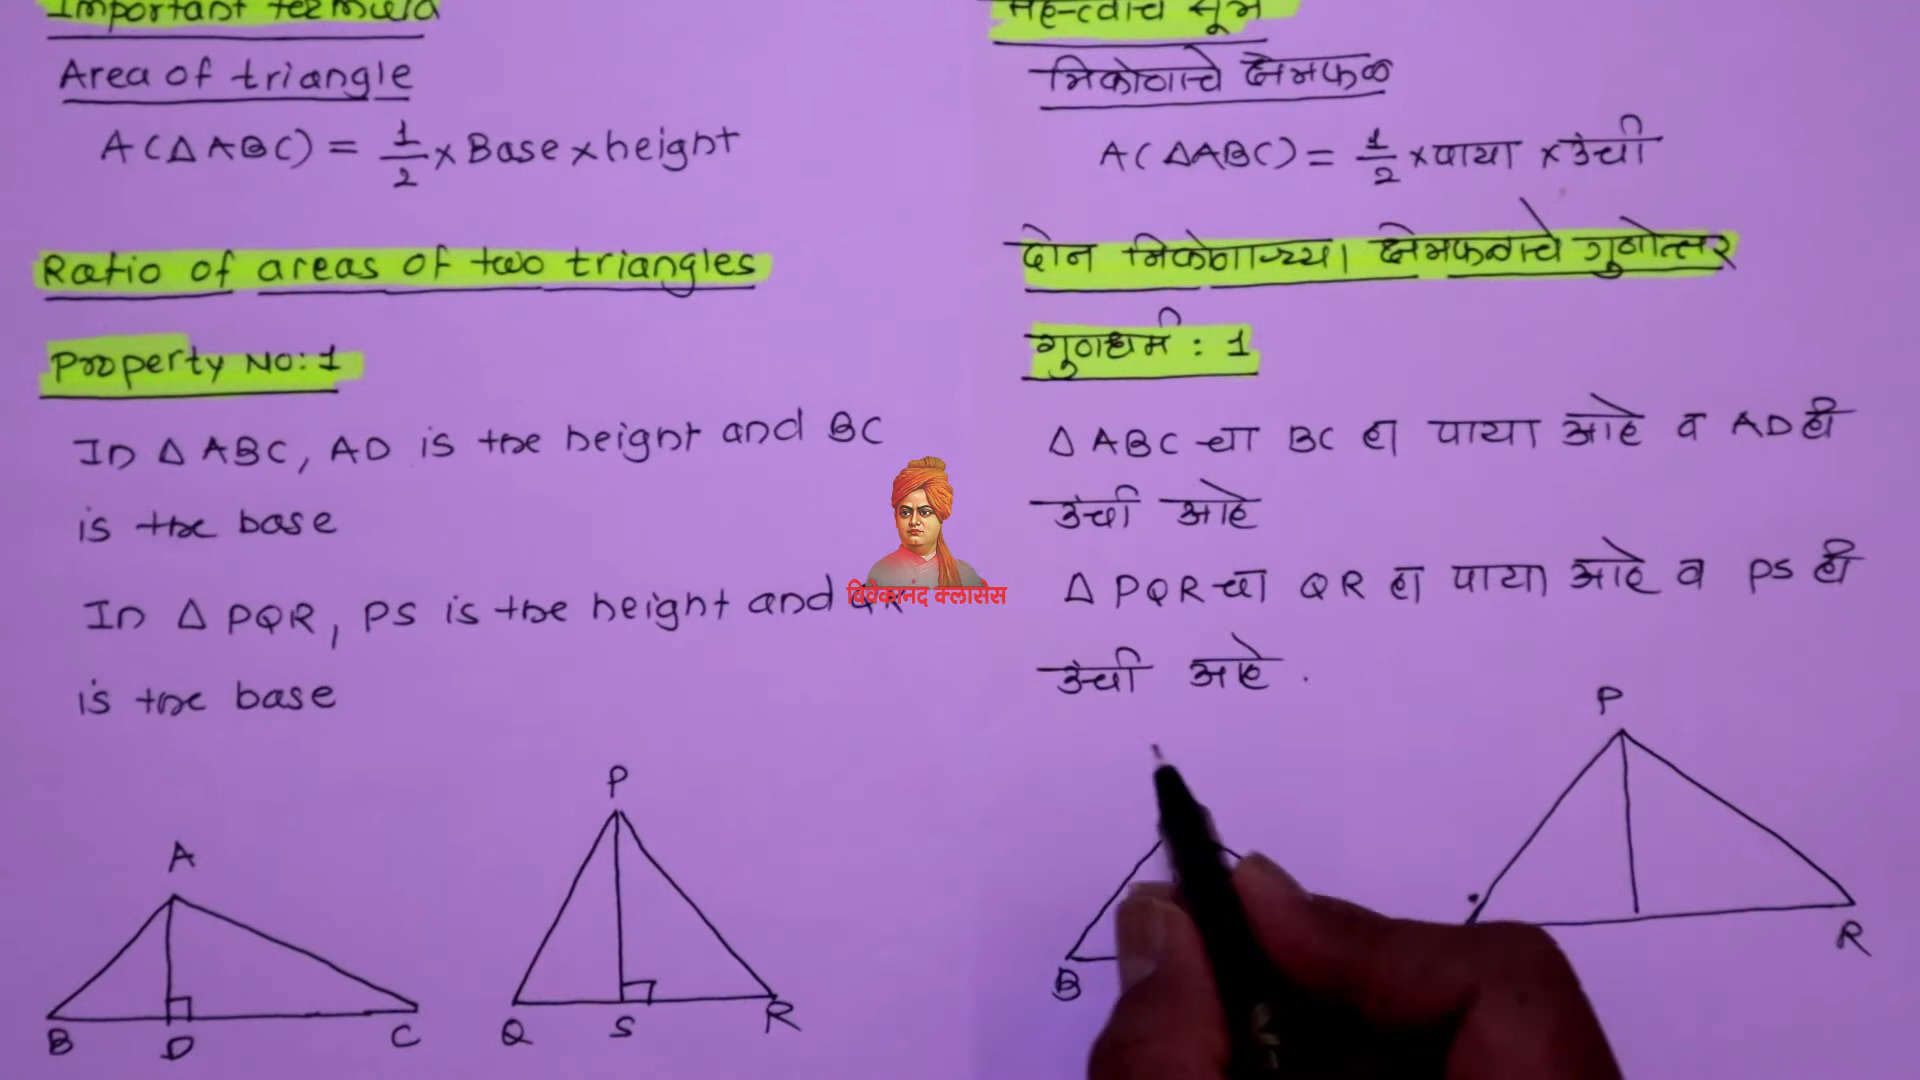 Important formula
Area of triangle
A(△ABC) = 1/2 × Base × height
Ratio of areas of two triangles
Property No: 1
In △ ABC, AD is the height and BC
is the base
In △ PQR, PS is the height and QR
is the base
A
B
D
C
P
Q
S
R
महत्वाचे सूत्र
त्रिकोणाचे क्षेत्रफळ
A(△ABC) = 1/2 × पाया × उंची
दोन त्रिकोणाच्या क्षेत्रफळाचे गुणोत्तर
गुणधर्म : 1
△ ABC चा BC हा पाया आहे व AD ही
उंची आहे
△ PQR चा QR हा पाया आहे व PS ही
उंची आहे .
B
P
R
विवेकानंद क्लासेस